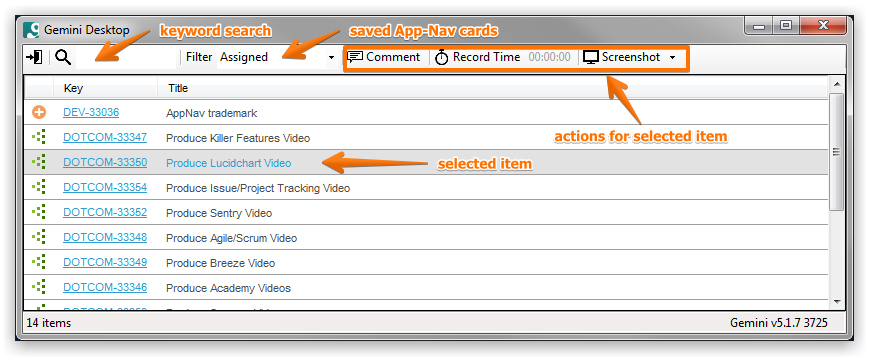 Gemini Desktop
keyword search
saved App-Nav cards
Filter Assigned Comment Record Time 00:00:00 Screenshot
Key Title
DEV-33036 AppNav trademark
actions for selected item
DOTCOM-33347 Produce Killer Features Video
DOTCOM-33350 Produce Lucidchart Video
selected item
DOTCOM-33354 Produce Issue/Project Tracking Video
DOTCOM-33352 Produce Sentry Video
DOTCOM-33348 Produce Agile/Scrum Video
DOTCOM-33349 Produce Breeze Video
DOTCOM-33346 Produce Academy Videos
14 items Gemini v5.1.7 3725